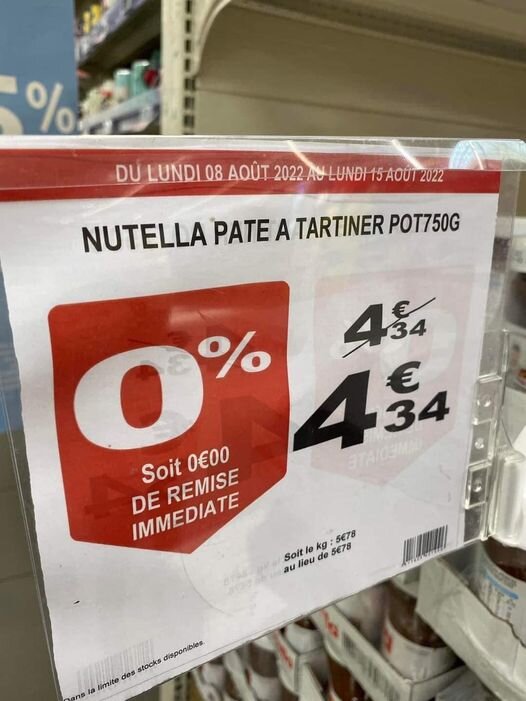 %
DU LUNDI 08 AOÛT 2022 AU LUNDI 15 AOUT 2022
NUTELLA PATE A TARTINER POT750G
0%
Soit 0€00
DE REMISE
IMMEDIATE
4€34
4€34
Soit le kg : 5€78
au lieu de 5€78
Dans la limite des stocks disponibles.